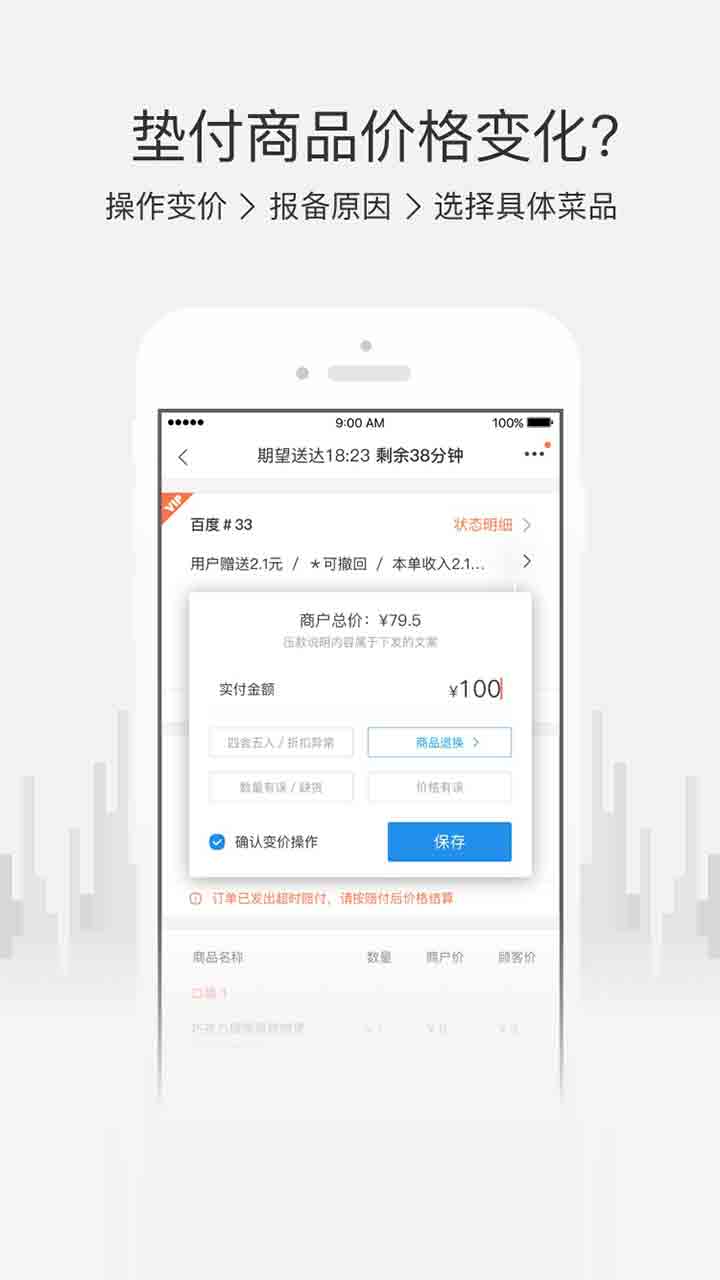 垫付商品价格变化?
操作变价 > 报备原因 > 选择具体菜品
9:00 AM 100%
期望送达18:23 剩余38分钟
VIP
百度 # 33 状态明细
用户赠送2.1元 / *可撤回 / 本单收入2.1...
商户总价：¥79.5
压款说明内容属于下发的文案
实付金额 ¥100
四舍五入 / 折扣异常 商品退换 >
数量有误 / 缺货 价格有误
确认变价操作 保存
订单已发出超时赔付，请按赔付后价格结算
商品名称 数量 商户价 顾客价